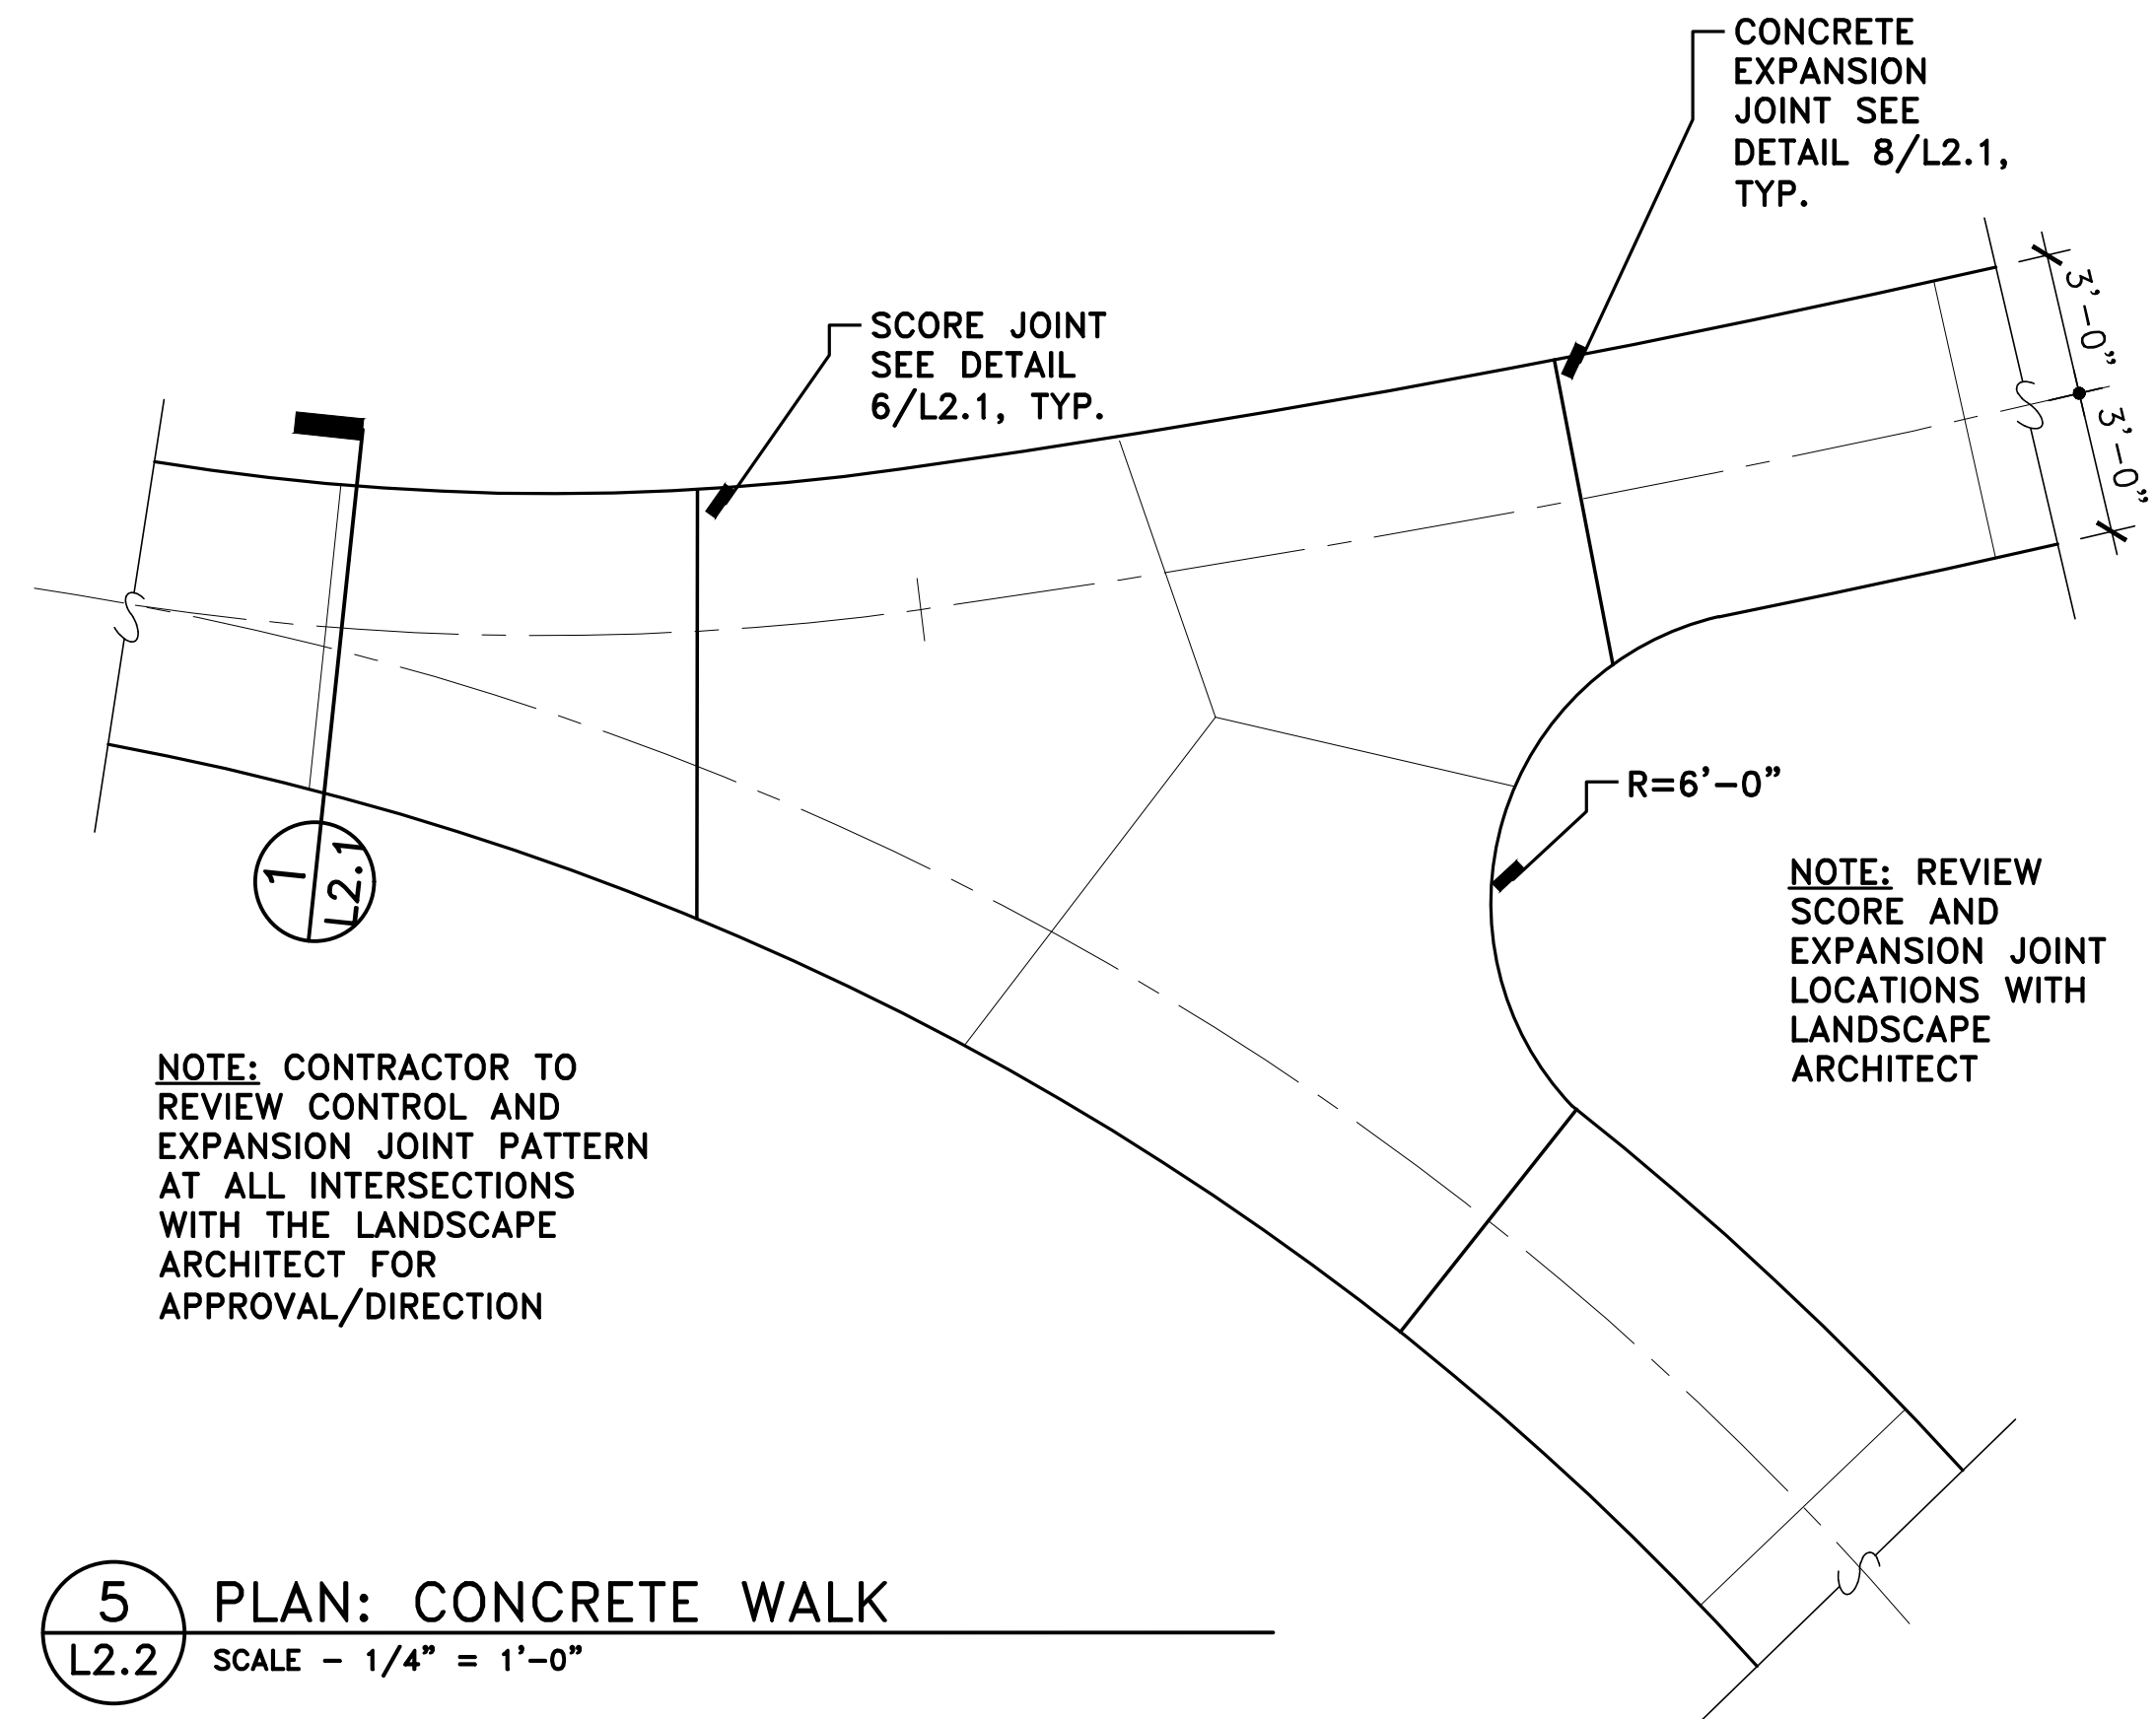 CONCRETE
EXPANSION
JOINT SEE
DETAIL 8/L2.1,
TYP.
3'-0"
3'-0"
SCORE JOINT
SEE DETAIL
6/L2.1, TYP.
R=6'-0"
1
L2.1
NOTE: REVIEW
SCORE AND
EXPANSION JOINT
LOCATIONS WITH
LANDSCAPE
ARCHITECT
NOTE: CONTRACTOR TO
REVIEW CONTROL AND
EXPANSION JOINT PATTERN
AT ALL INTERSECTIONS
WITH THE LANDSCAPE
ARCHITECT FOR
APPROVAL/DIRECTION
5
L2.2
PLAN: CONCRETE WALK
SCALE - 1/4" = 1'-0"